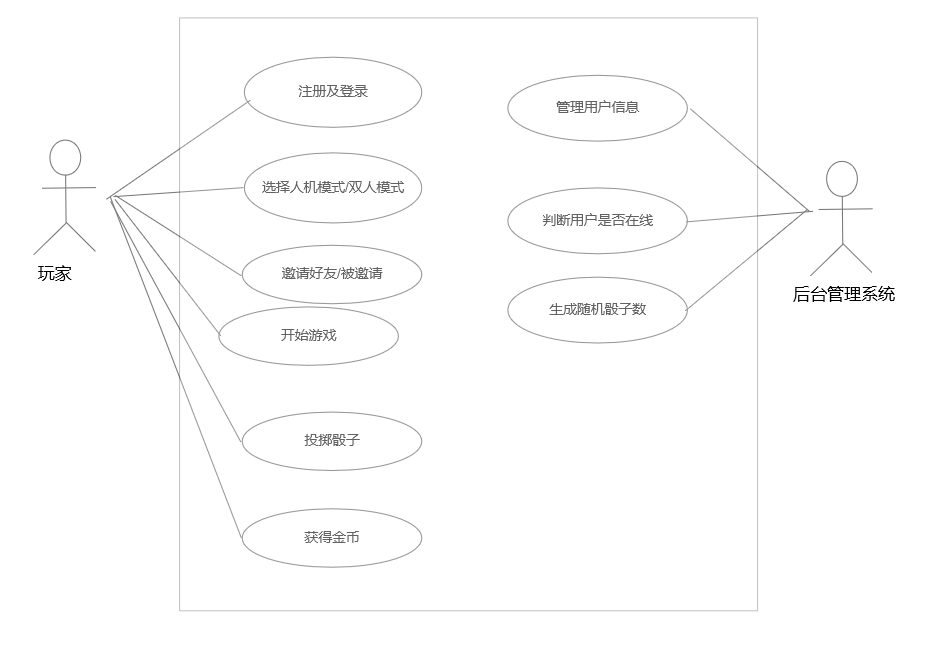 注册及登录
管理用户信息
选择人机模式/双人模式
判断用户是否在线
玩家
邀请好友/被邀请
后台管理系统
生成随机骰子数
开始游戏
投掷骰子
获得金币